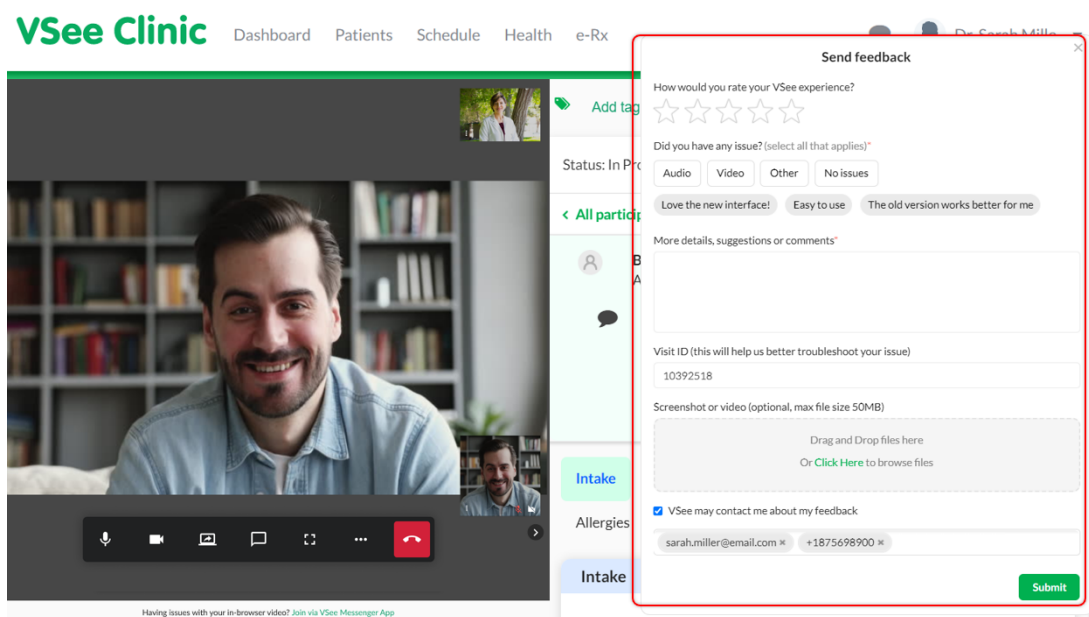 VSee Clinic
Dashboard Patients Schedule Health e-Rx
Dr. Sarah Mille
Add tag
Status: In Pro
< All particip
B
A
Intake
Allergies
Intake
Having issues with your in-browser video? Join via VSee Messenger App
Send feedback
×
How would you rate your VSee experience?
Did you have any issue? (select all that applies)*
Audio Video Other No issues
Love the new interface! Easy to use The old version works better for me
More details, suggestions or comments*
Visit ID (this will help us better troubleshoot your issue)
10392518
Screenshot or video (optional, max file size 50MB)
Drag and Drop files here
Or Click Here to browse files
VSee may contact me about my feedback
sarah.miller@email.com × +1875698900 ×
Submit